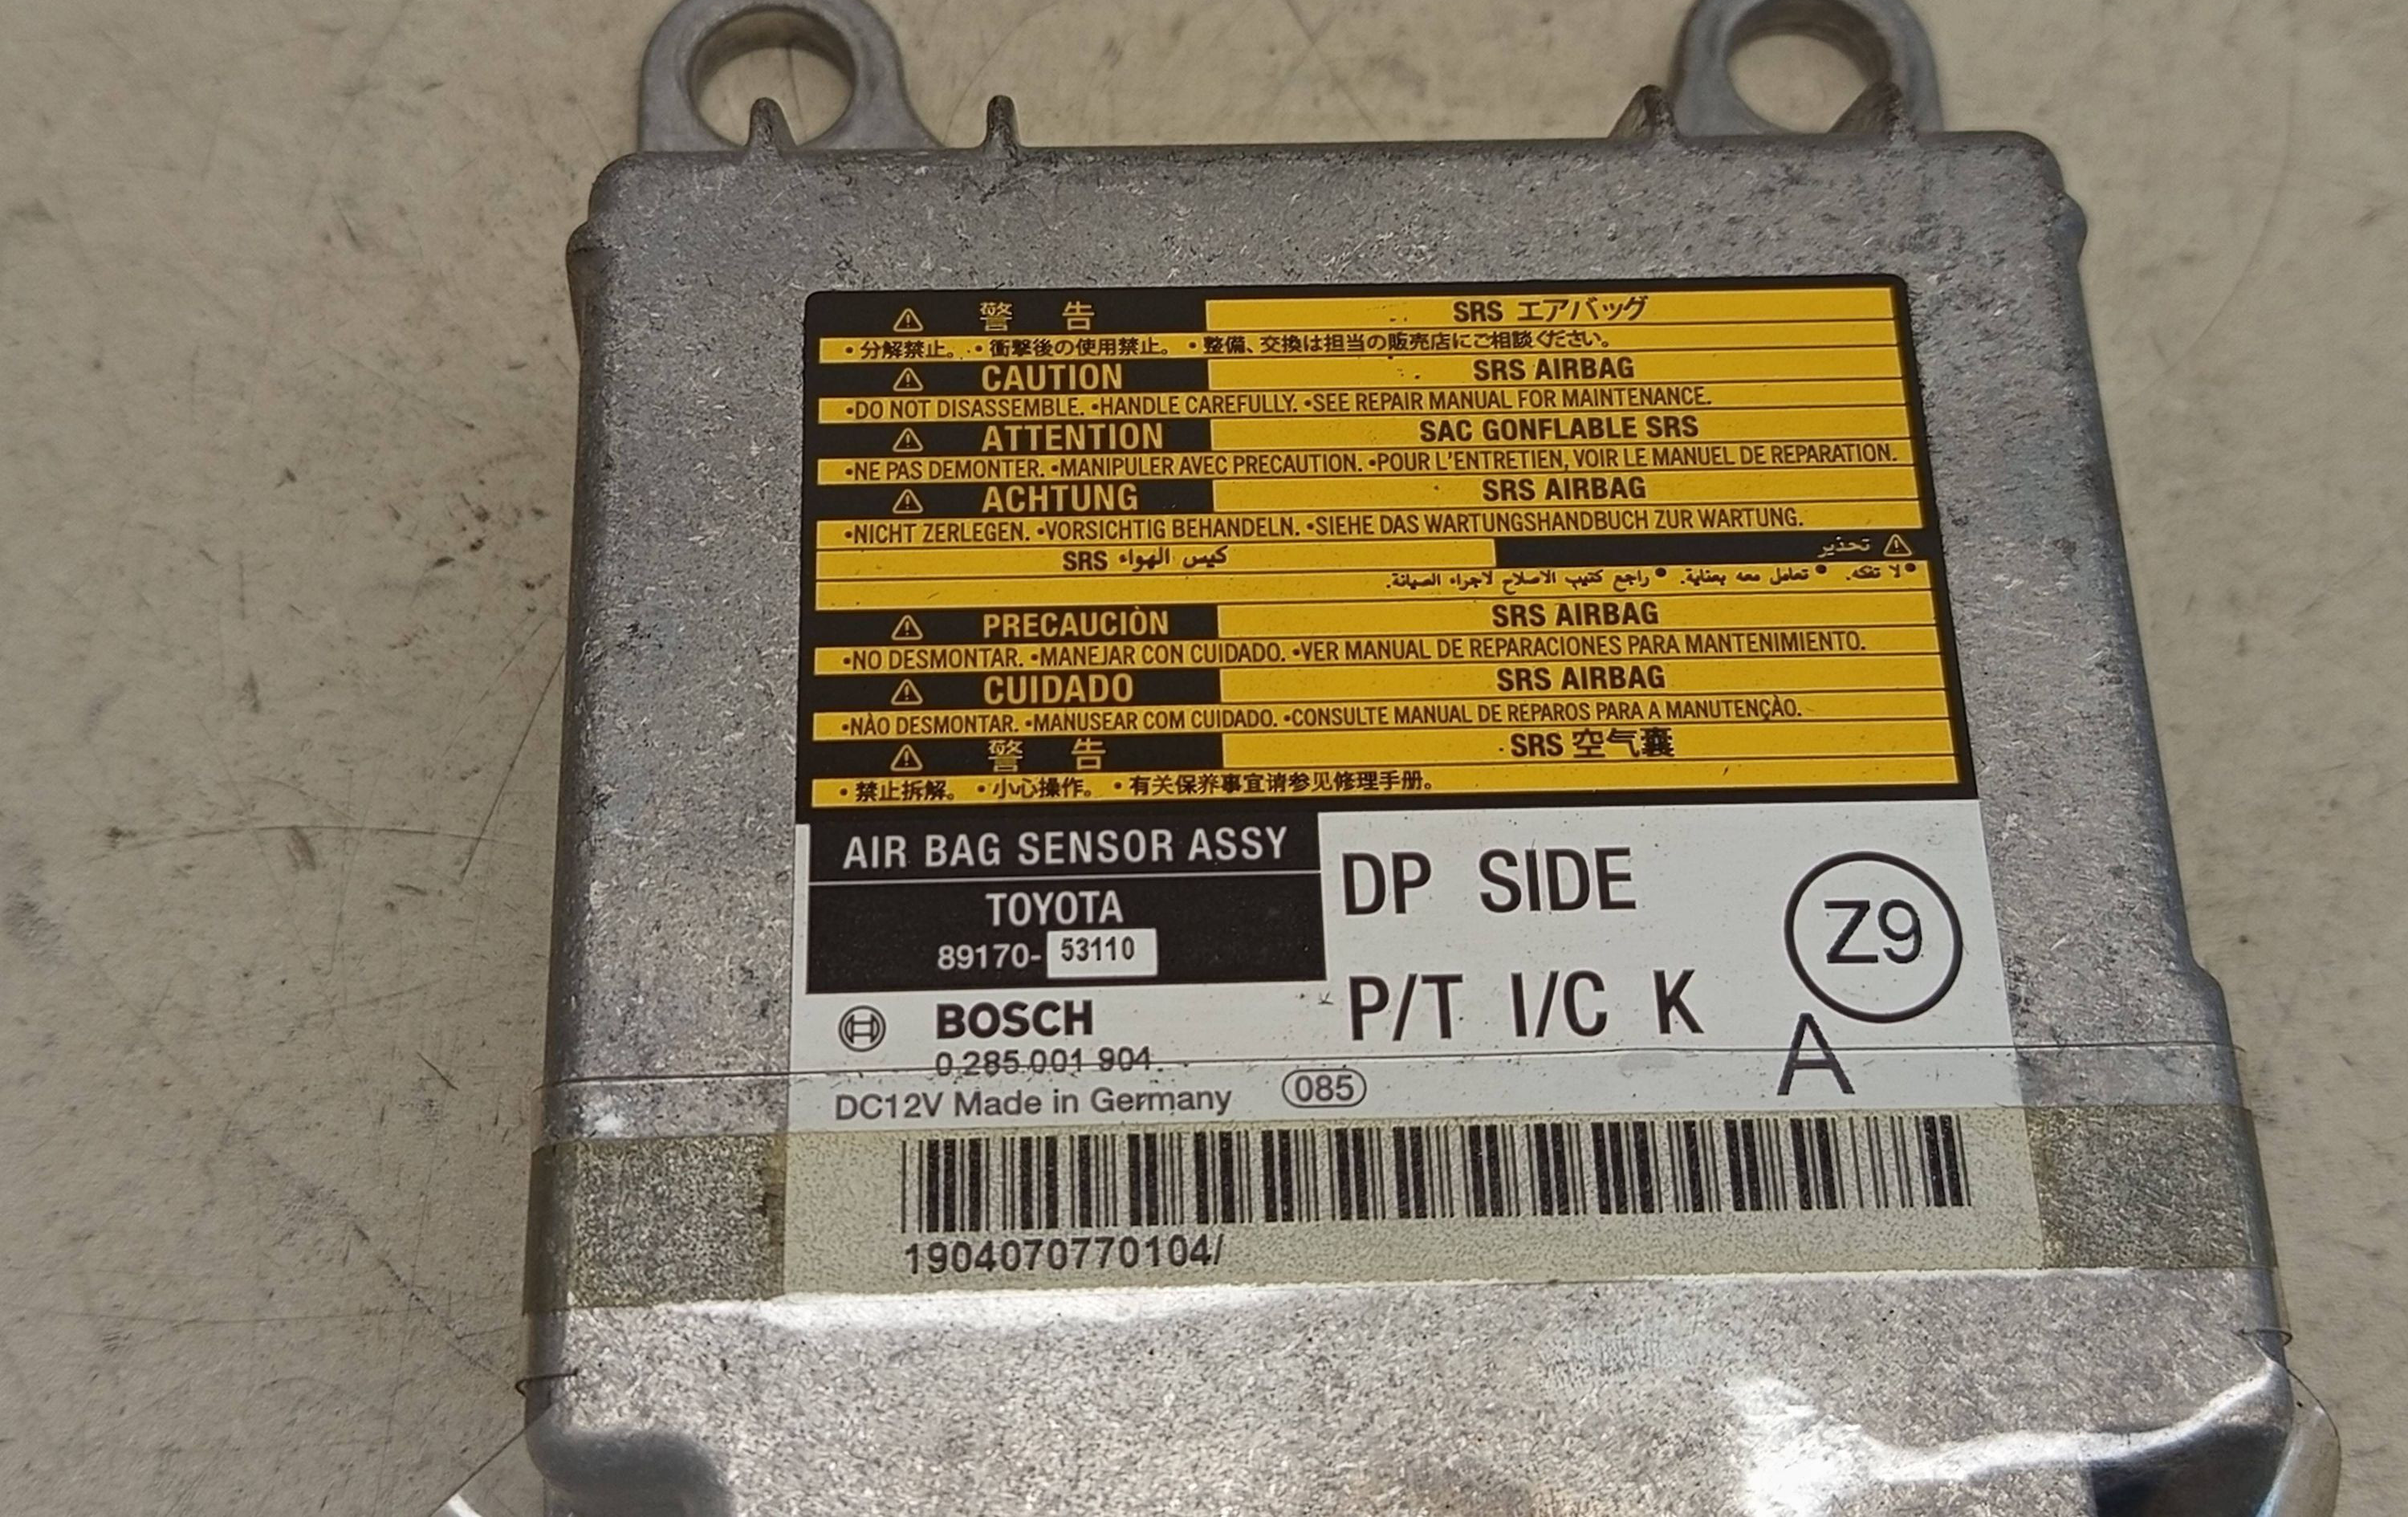 警 告 SRS エアバッグ
・分解禁止。・衝撃後の使用禁止。・整備、交換は担当の販売店にご相談ください。
CAUTION SRS AIRBAG
•DO NOT DISASSEMBLE. •HANDLE CAREFULLY. •SEE REPAIR MANUAL FOR MAINTENANCE.
ATTENTION SAC GONFLABLE SRS
•NE PAS DEMONTER. •MANIPULER AVEC PRECAUTION. •POUR L'ENTRETIEN, VOIR LE MANUEL DE REPARATION.
ACHTUNG SRS AIRBAG
•NICHT ZERLEGEN. •VORSICHTIG BEHANDELN. •SIEHE DAS WARTUNGSHANDBUCH ZUR WARTUNG.
تحذير كيس الهواء SRS
•لا تفكه. •تعامل معه بعناية. •راجع كتيب الاصلاح لاجراء الصيانة.
PRECAUCIÒN SRS AIRBAG
•NO DESMONTAR. •MANEJAR CON CUIDADO. •VER MANUAL DE REPARACIONES PARA MANTENIMIENTO.
CUIDADO SRS AIRBAG
•NÀO DESMONTAR. •MANUSEAR COM CUIDADO. •CONSULTE MANUAL DE REPAROS PARA A MANUTENÇÀO.
警 告 SRS 空气囊
・禁止拆解。・小心操作。・有关保养事宜请参见修理手册。
AIR BAG SENSOR ASSY
TOYOTA
89170-53110
DP SIDE
P/T I/C K
Z9
A
BOSCH
0 285 001 904
DC12V Made in Germany 085
1904070770104/